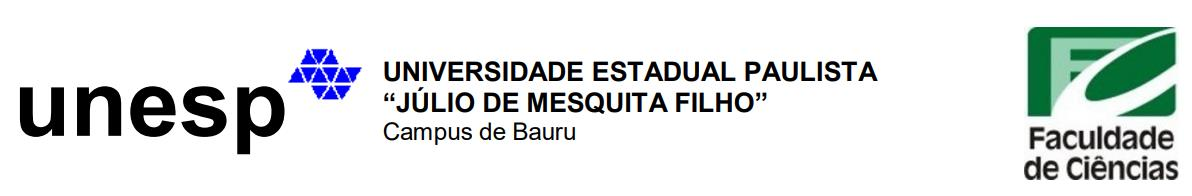 unesp
UNIVERSIDADE ESTADUAL PAULISTA
“JÚLIO DE MESQUITA FILHO”
Campus de Bauru
Faculdade
de Ciências